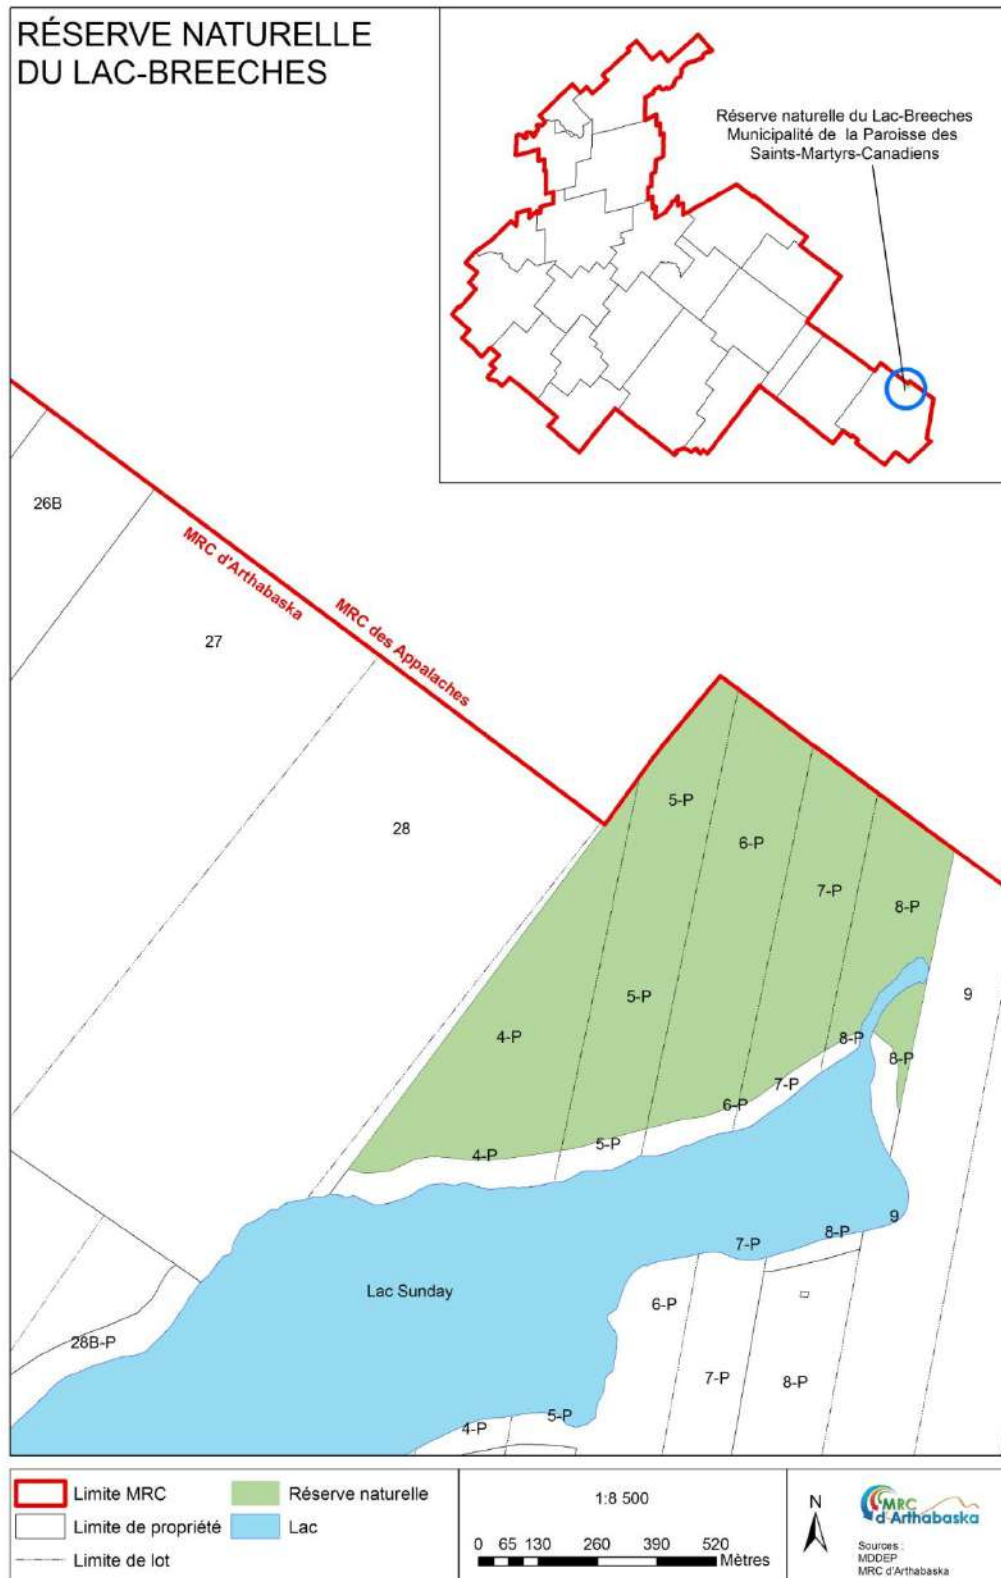 RÉSERVE NATURELLE
DU LAC-BREECHES
Réserve naturelle du Lac-Breeches
Municipalité de la Paroisse des
Saints-Martyrs-Canadiens
26B
MRC d'Arthabaska
MRC des Appalaches
27
28
5-P
6-P
7-P
8-P
9
5-P
4-P
8-P
8-P
7-P
6-P
5-P
4-P
9
8-P
7-P
Lac Sunday
6-P
28B-P
7-P
8-P
5-P
4-P
Limite MRC
Limite de propriété
Limite de lot
Réserve naturelle
Lac
1:8 500
0 65 130 260 390 520
Mètres
N
MRC
d'Arthabaska
Sources :
MDDEP
MRC d'Arthabaska